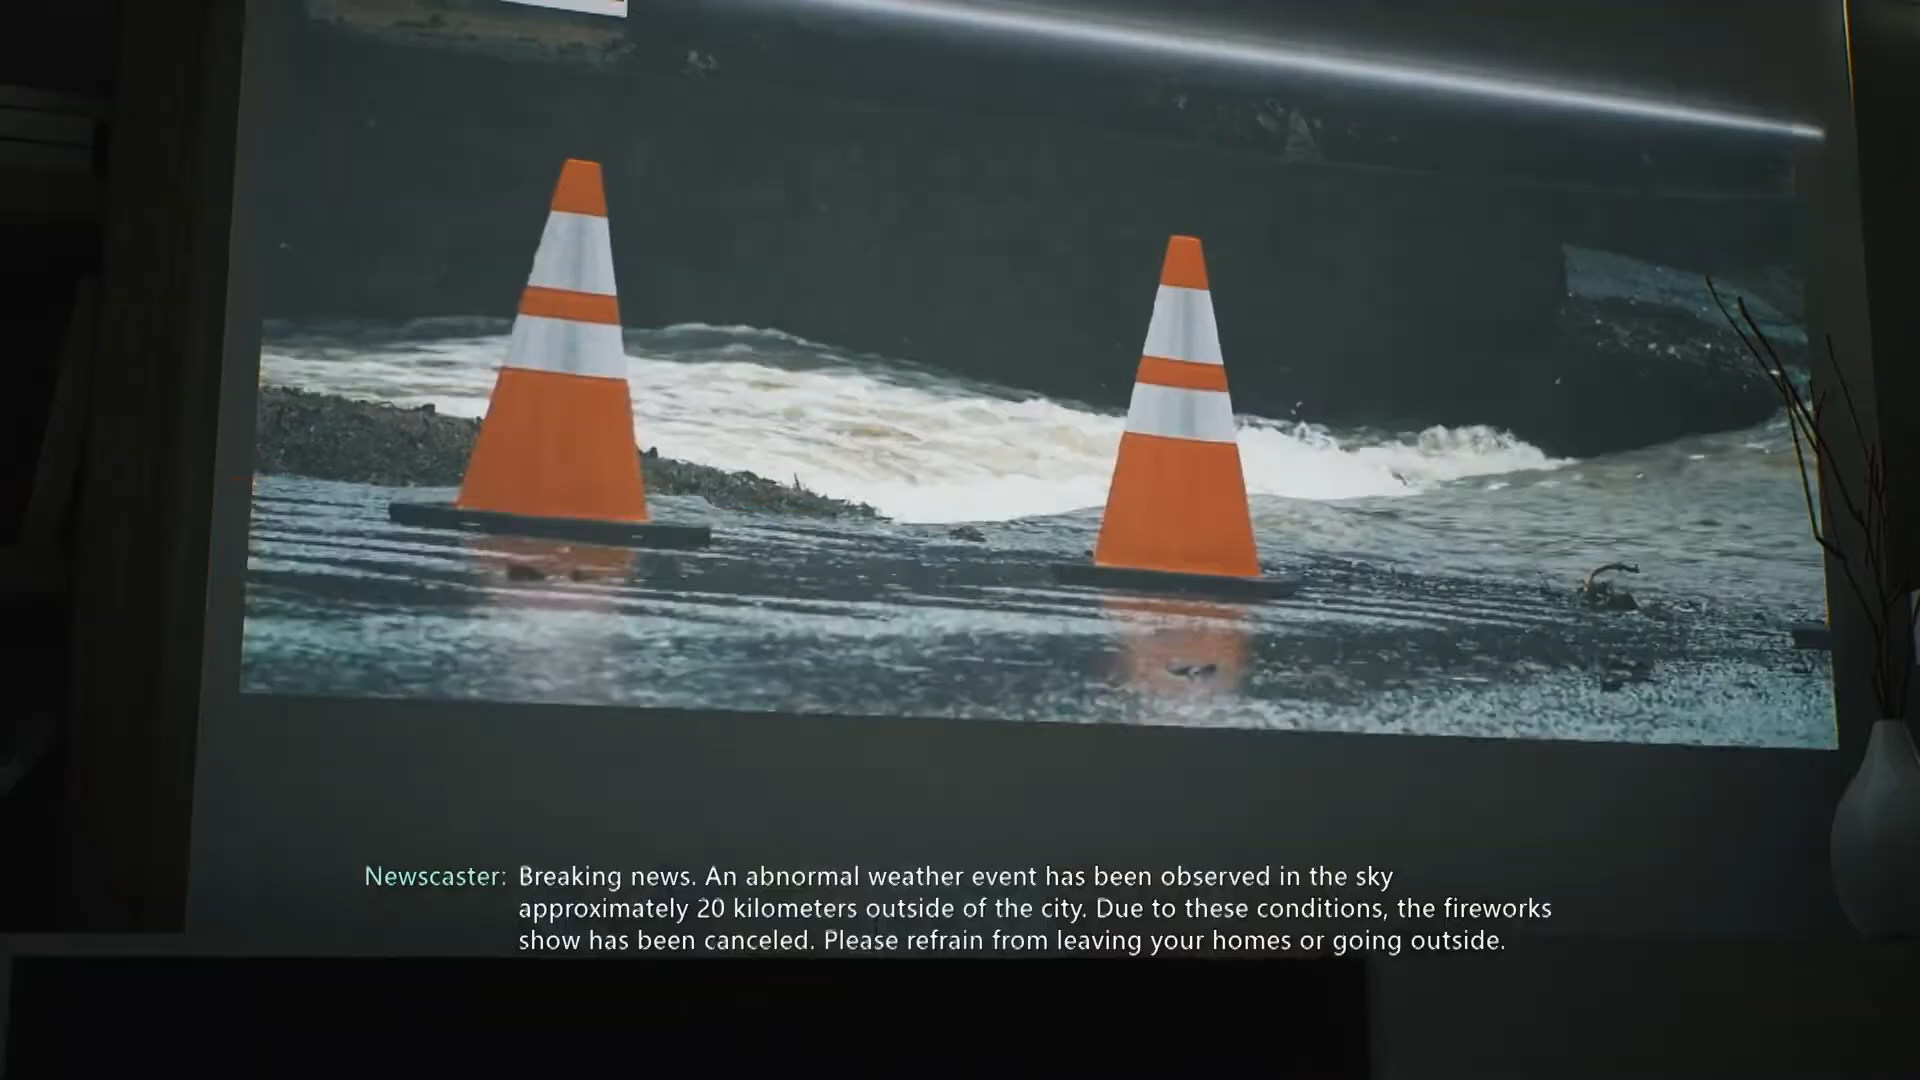 Newscaster: Breaking news. An abnormal weather event has been observed in the sky
approximately 20 kilometers outside of the city. Due to these conditions, the fireworks
show has been canceled. Please refrain from leaving your homes or going outside.